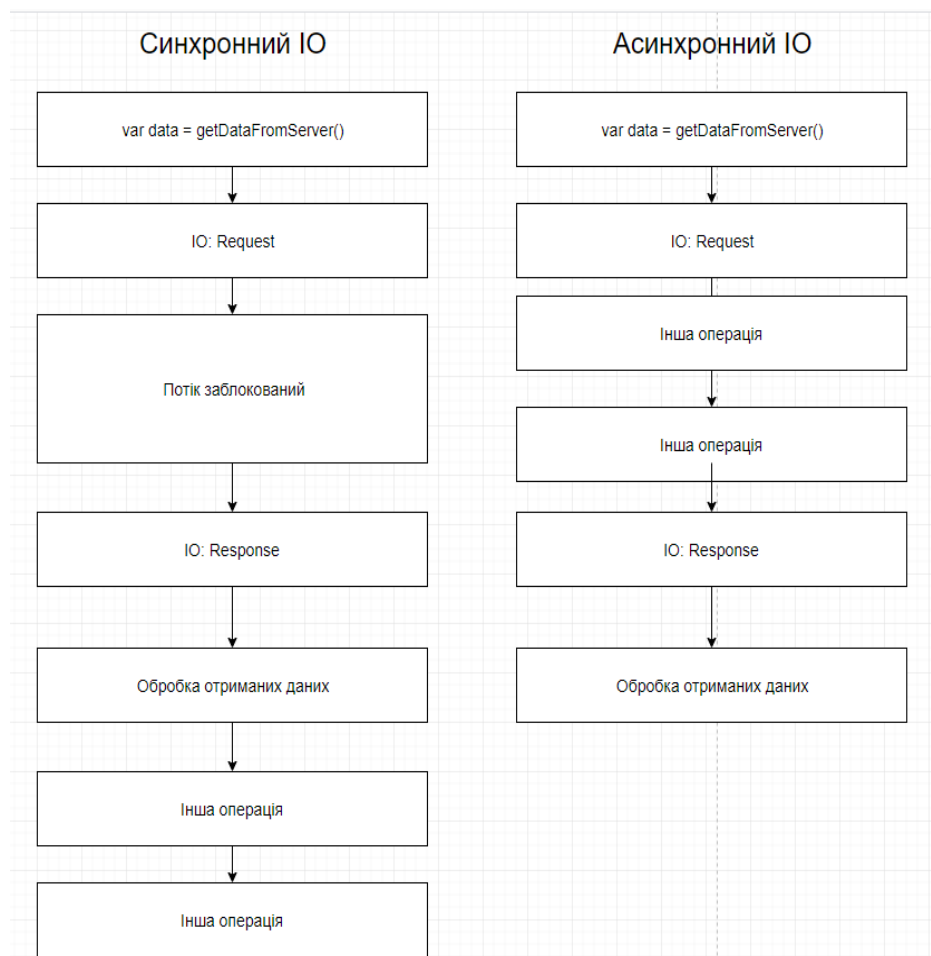 Синхронний IO
var data = getDataFromServer()
IO: Request
Потік заблокований
IO: Response
Обробка отриманих даних
Інша операція
Інша операція
Асинхронний IO
var data = getDataFromServer()
IO: Request
Інша операція
Інша операція
IO: Response
Обробка отриманих даних